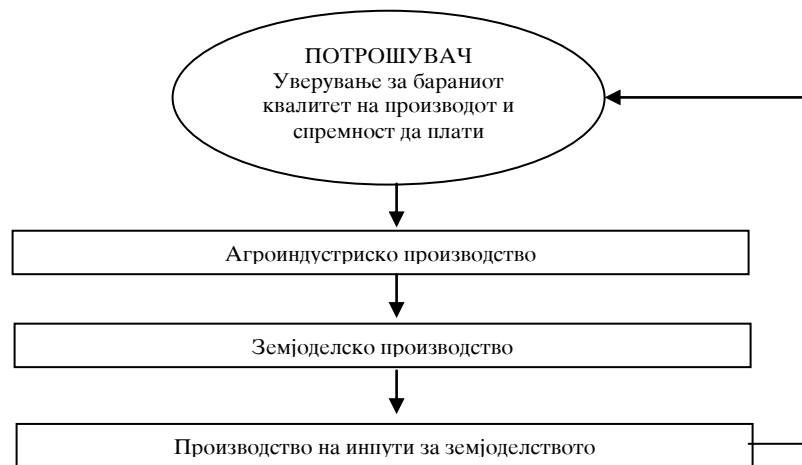 ПОТРОШУВАЧ
Уверување за бараниот
квалитет на производот и
спремност да плати
Агроиндустриско производство
Земјоделско производство
Производство на инпути за земјоделството